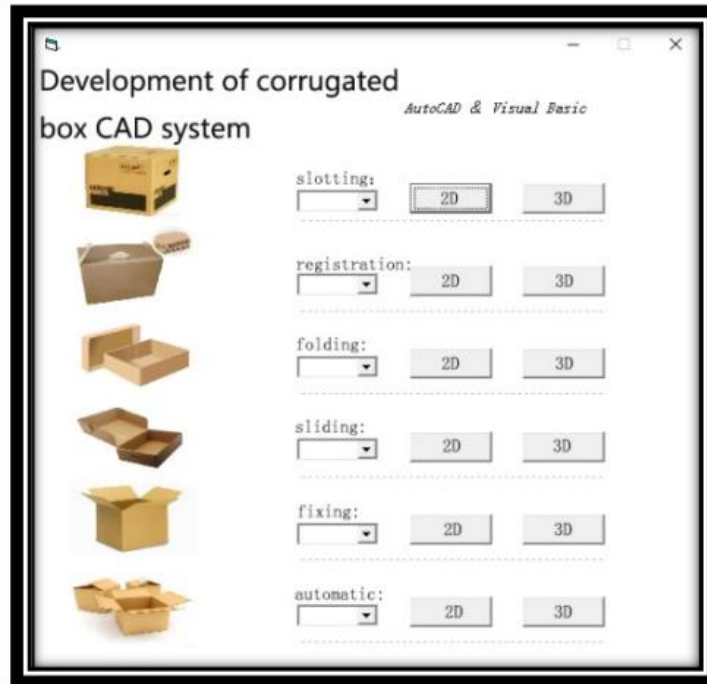 Development of corrugated
box CAD system
AutoCAD & Visual Basic
slotting:
2D 3D
registration:
2D 3D
folding:
2D 3D
sliding:
2D 3D
fixing:
2D 3D
automatic:
2D 3D